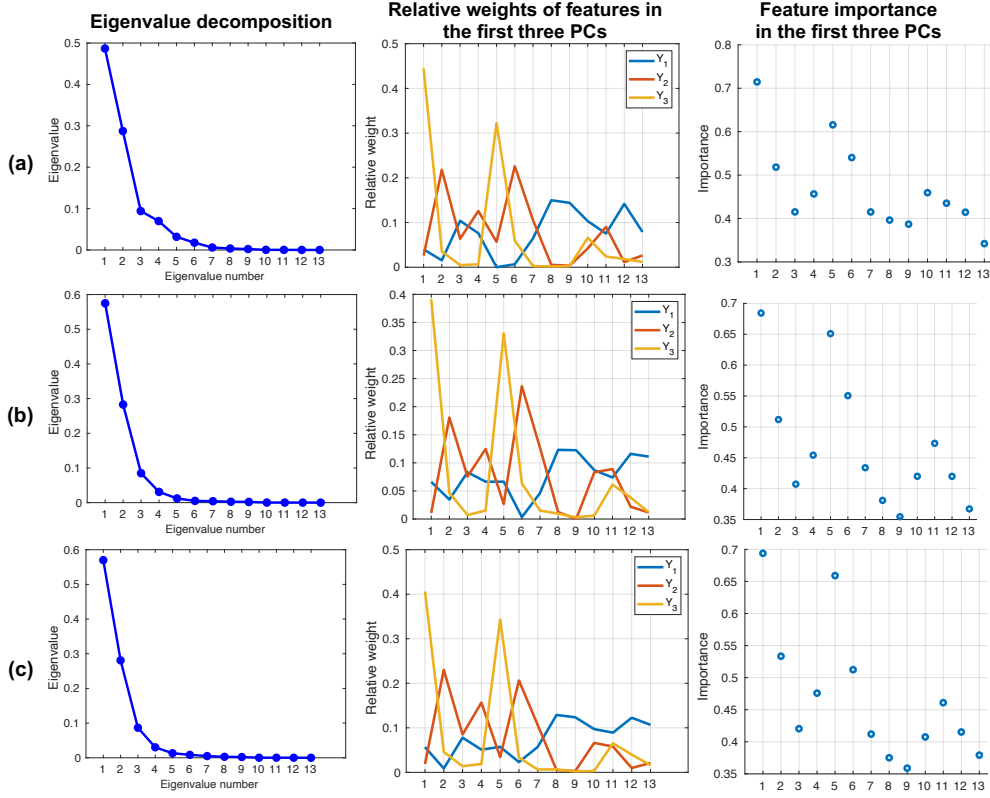 Eigenvalue decomposition
Relative weights of features in
the first three PCs
Feature importance
in the first three PCs
(a)
Eigenvalue
0.5
0.3
0.1
0
1 2 3 4 5 6 7 8 9 10 11 12 13
Eigenvalue number
Relative weight
0.5
0.4
0.3
0.2
0.1
0
1 2 3 4 5 6 7 8 9 10 11 12 13
Y1
Y2
Y3
Importance
0.8
0.7
0.6
0.5
0.4
0.3
1 2 3 4 5 6 7 8 9 10 11 12 13
(b)
Eigenvalue
0.6
0.5
0.4
0.3
0.2
0.1
0
1 2 3 4 5 6 7 8 9 10 11 12 13
Eigenvalue number
Relative weight
0.4
0.35
0.3
0.25
0.2
0.15
0.1
0.05
0
1 2 3 4 5 6 7 8 9 10 11 12 13
Y1
Y2
Y3
Importance
0.7
0.65
0.6
0.55
0.5
0.45
0.4
0.35
1 2 3 4 5 6 7 8 9 10 11 12 13
(c)
Eigenvalue
0.6
0.5
0.4
0.3
0.2
0.1
0
1 2 3 4 5 6 7 8 9 10 11 12 13
Eigenvalue number
Relative weight
0.5
0.4
0.3
0.2
0.1
0
1 2 3 4 5 6 7 8 9 10 11 12 13
Y1
Y2
Y3
Importance
0.7
0.65
0.6
0.55
0.5
0.45
0.4
0.35
1 2 3 4 5 6 7 8 9 10 11 12 13